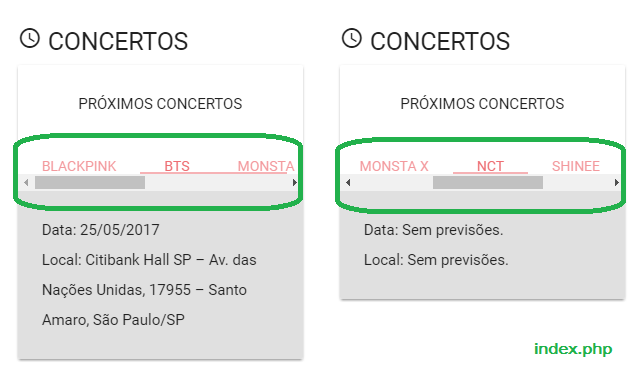 CONCERTOS
PRÓXIMOS CONCERTOS
BLACKPINK BTS MONSTA
Data: 25/05/2017
Local: Citibank Hall SP – Av. das
Nações Unidas, 17955 – Santo
Amaro, São Paulo/SP
CONCERTOS
PRÓXIMOS CONCERTOS
MONSTA X NCT SHINEE
Data: Sem previsões.
Local: Sem previsões.
index.php